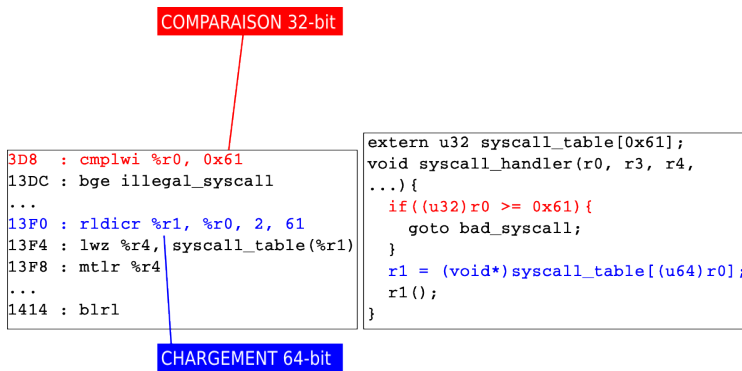 COMPARAISON 32-bit
3D8 : cmplwi %r0, 0x61
13DC : bge illegal_syscall
...
13F0 : rldicr %r1, %r0, 2, 61
13F4 : lwz %r4, syscall_table(%r1)
13F8 : mtlr %r4
...
1414 : blrl
CHARGEMENT 64-bit
extern u32 syscall_table[0x61];
void syscall_handler(r0, r3, r4,
...){
if((u32)r0 >= 0x61){
goto bad_syscall;
}
r1 = (void*)syscall_table[(u64)r0];
r1();
}